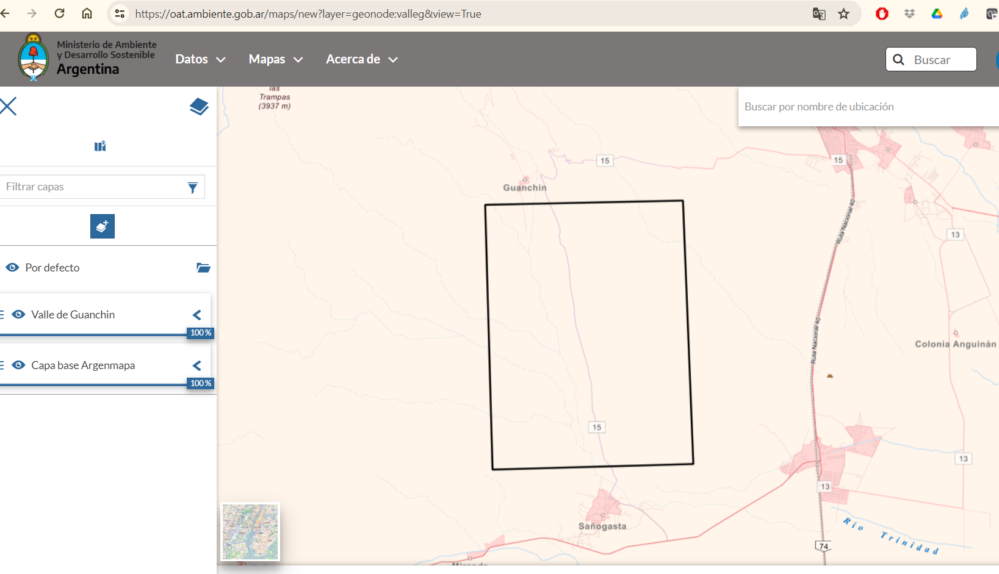 https://oat.ambiente.gob.ar/maps/new?layer=geonode:valleg&view=True
Ministerio de Ambiente
y Desarrollo Sostenible
Argentina
Datos
Mapas
Acerca de
Buscar
Buscar por nombre de ubicación
Filtrar capas
Por defecto
Valle de Guanchin
100 %
Capa base Argenmapa
100 %
las
Trampas
(3937 m)
15
15
Guanchín
Ruta Nacional 40
13
Ruta Nacional 40
Colonia Anguinán
15
13
13
Sañogasta
Río Trinidad
74